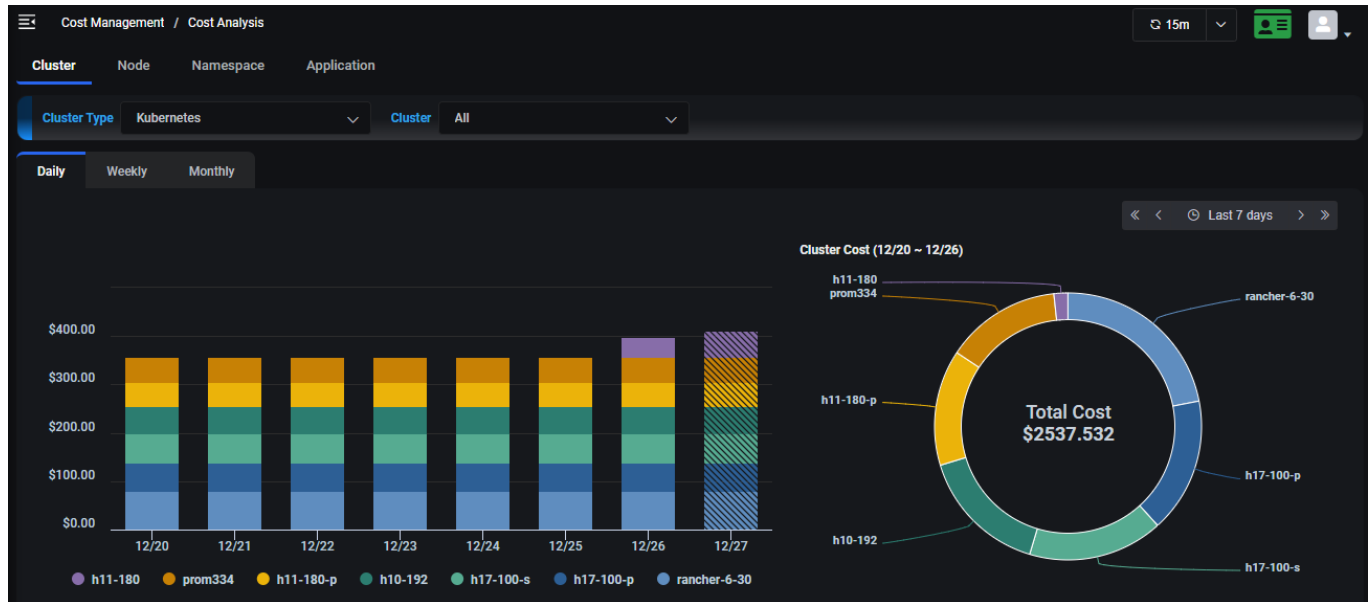 Cost Management / Cost Analysis
15m
Cluster Node Namespace Application
Cluster Type Kubernetes Cluster All
Daily Weekly Monthly
Last 7 days
Cluster Cost (12/20 ~ 12/26)
$400.00
$300.00
$200.00
$100.00
$0.00
12/20 12/21 12/22 12/23 12/24 12/25 12/26 12/27
h11-180 prom334 h11-180-p h10-192 h17-100-s h17-100-p rancher-6-30
h11-180
prom334
rancher-6-30
h11-180-p
Total Cost
$2537.532
h17-100-p
h10-192
h17-100-s